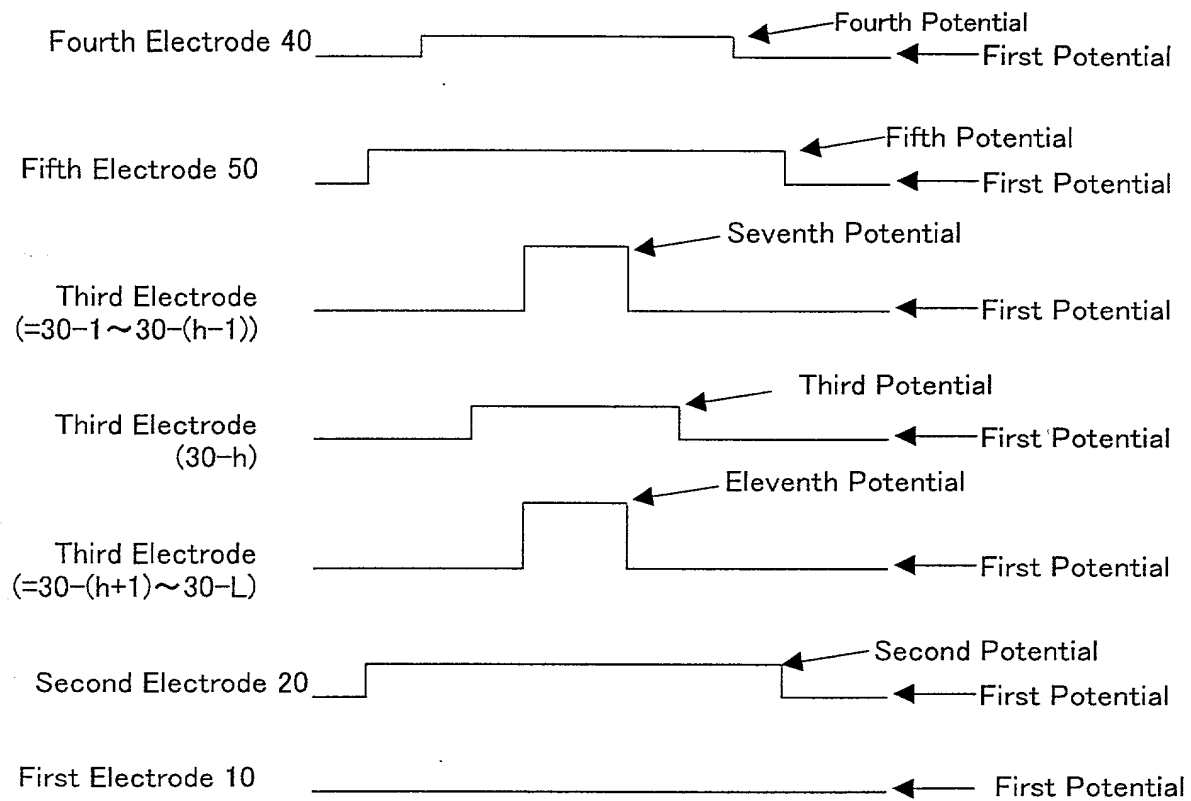 Fourth Electrode 40
Fourth Potential
First Potential
Fifth Electrode 50
Fifth Potential
First Potential
Seventh Potential
Third Electrode
(=30-1～30-(h-1))
First Potential
Third Potential
Third Electrode
(30-h)
First Potential
Eleventh Potential
Third Electrode
(=30-(h+1)～30-L)
First Potential
Second Potential
Second Electrode 20
First Potential
First Electrode 10
First Potential